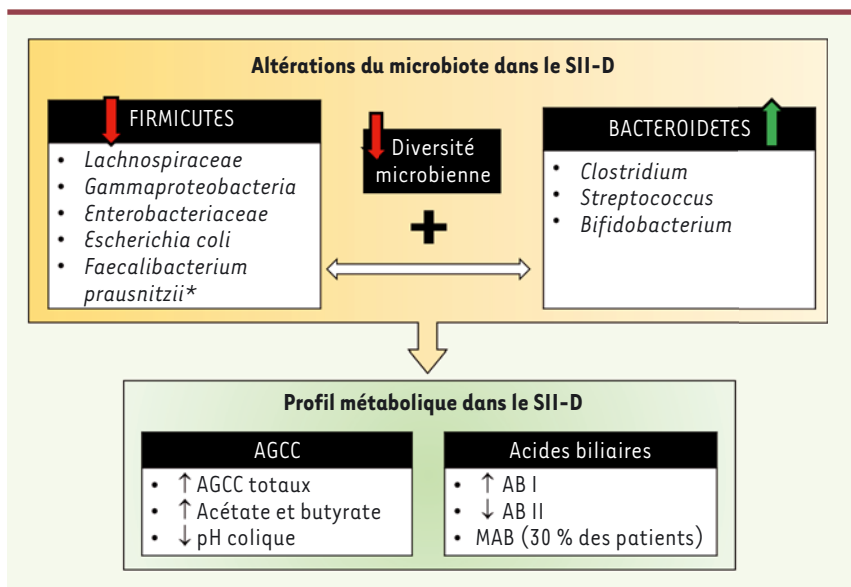 Altérations du microbiote dans le SII-D
FIRMICUTES
• Lachnospiraceae
• Gammaproteobacteria
• Enterobacteriaceae
• Escherichia coli
• Faecalibacterium
prausnitzii*
Diversité
microbienne
+
BACTEROIDETES
• Clostridium
• Streptococcus
• Bifidobacterium
Profil métabolique dans le SII-D
AGCC
• ↑ AGCC totaux
• ↑ Acétate et butyrate
• ↓ pH colique
Acides biliaires
• ↑ AB I
• ↓ AB II
• MAB (30 % des patients)